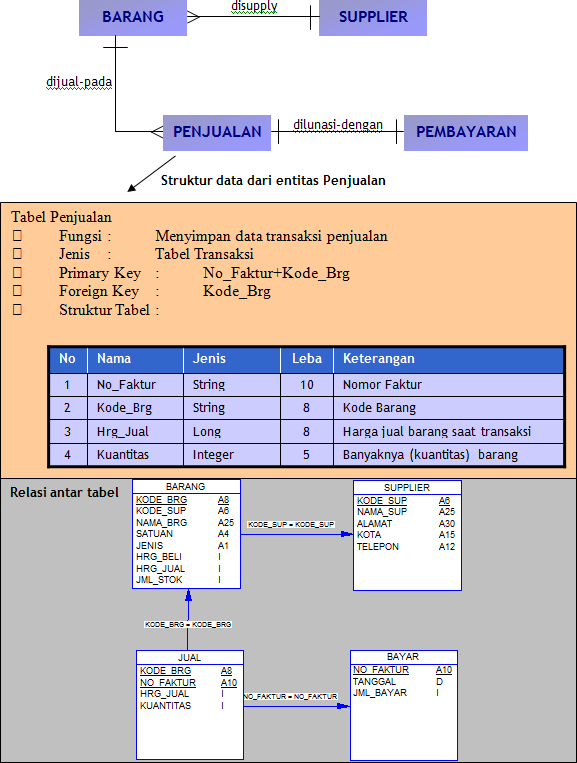 disupply
BARANG
SUPPLIER
dijual-pada
PENJUALAN
dilunasi-dengan
PEMBAYARAN
Struktur data dari entitas Penjualan
Tabel Penjualan
Fungsi : Menyimpan data transaksi penjualan
Jenis : Tabel Transaksi
Primary Key : No_Faktur+Kode_Brg
Foreign Key : Kode_Brg
Struktur Tabel :
No Nama Jenis Leba Keterangan
1 No_Faktur String 10 Nomor Faktur
2 Kode_Brg String 8 Kode Barang
3 Hrg_Jual Long 8 Harga jual barang saat transaksi
4 Kuantitas Integer 5 Banyaknya (kuantitas) barang
Relasi antar tabel
BARANG
KODE_BRG A8
KODE_SUP A6
NAMA_BRG A25
SATUAN A4
JENIS A1
HRG_BELI I
HRG_JUAL I
JML_STOK I
KODE_SUP = KODE_SUP
SUPPLIER
KODE_SUP A6
NAMA_SUP A25
ALAMAT A30
KOTA A15
TELEPON A12
KODE_BRG = KODE_BRG
JUAL
KODE_BRG A8
NO_FAKTUR A10
HRG_JUAL I
KUANTITAS I
NO_FAKTUR = NO_FAKTUR
BAYAR
NO_FAKTUR A10
TANGGAL D
JML_BAYAR I